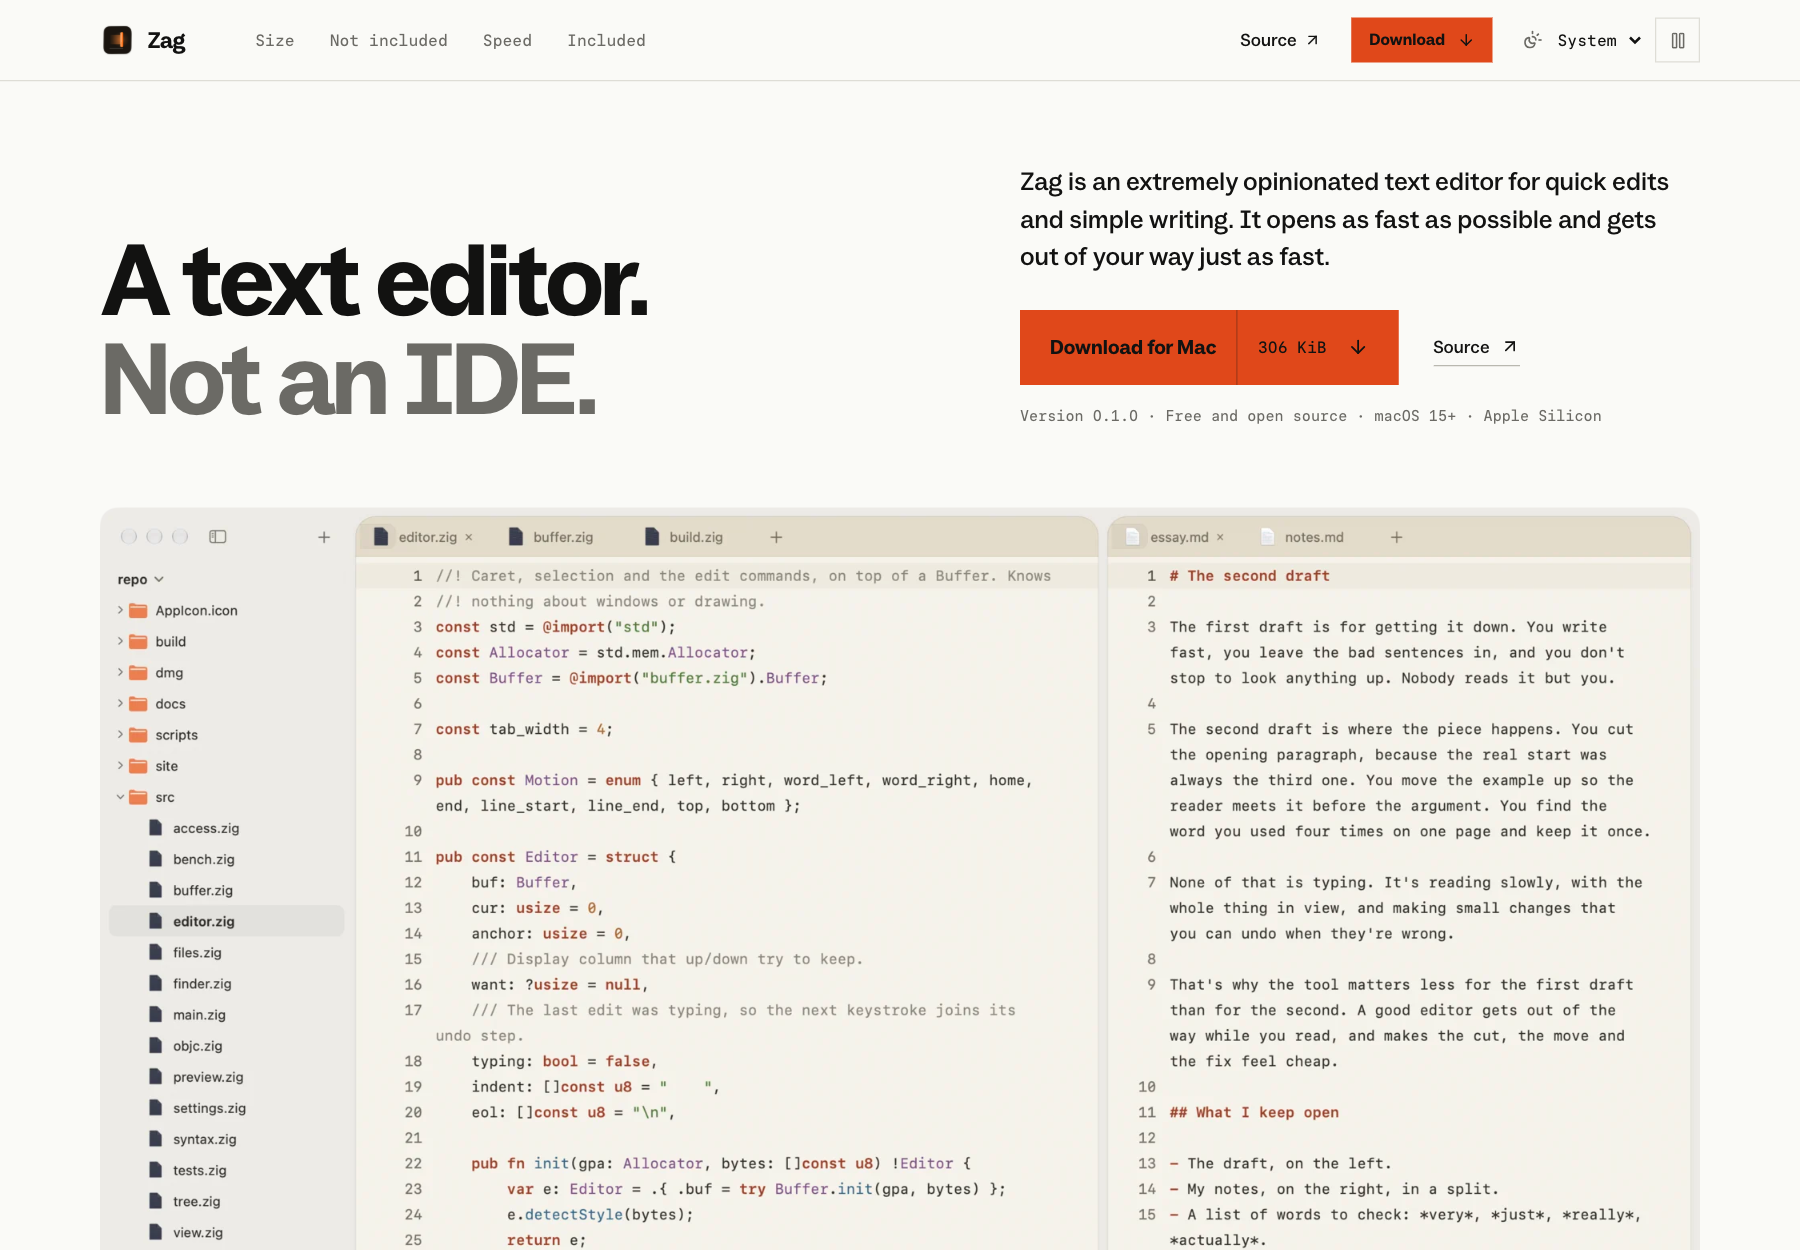 Zag
Size
Not included
Speed
Included
Source
Download
System
A text editor.
Not an IDE.
Zag is an extremely opinionated text editor for quick edits
and simple writing. It opens as fast as possible and gets
out of your way just as fast.
Download for Mac
306 KiB
Source
Version 0.1.0 · Free and open source · macOS 15+ · Apple Silicon
repo
AppIcon.icon
build
dmg
docs
scripts
site
src
access.zig
bench.zig
buffer.zig
editor.zig
files.zig
finder.zig
main.zig
objc.zig
preview.zig
settings.zig
syntax.zig
tests.zig
tree.zig
view.zig
editor.zig ×
buffer.zig
build.zig
1 //! Caret, selection and the edit commands, on top of a Buffer. Knows
2 //! nothing about windows or drawing.
3 const std = @import("std");
4 const Allocator = std.mem.Allocator;
5 const Buffer = @import("buffer.zig").Buffer;
6
7 const tab_width = 4;
8
9 pub const Motion = enum { left, right, word_left, word_right, home,
end, line_start, line_end, top, bottom };
10
11 pub const Editor = struct {
12     buf: Buffer,
13     cur: usize = 0,
14     anchor: usize = 0,
15     /// Display column that up/down try to keep.
16     want: ?usize = null,
17     /// The last edit was typing, so the next keystroke joins its
undo step.
18     typing: bool = false,
19     indent: []const u8 = "    ",
20     eol: []const u8 = "\n",
21
22     pub fn init(gpa: Allocator, bytes: []const u8) !Editor {
23         var e: Editor = .{ .buf = try Buffer.init(gpa, bytes) };
24         e.detectStyle(bytes);
25         return e;
essay.md ×
notes.md
1 # The second draft
2
3 The first draft is for getting it down. You write
fast, you leave the bad sentences in, and you don't
stop to look anything up. Nobody reads it but you.
4
5 The second draft is where the piece happens. You cut
the opening paragraph, because the real start was
always the third one. You move the example up so the
reader meets it before the argument. You find the
word you used four times on one page and keep it once.
6
7 None of that is typing. It's reading slowly, with the
whole thing in view, and making small changes that
you can undo when they're wrong.
8
9 That's why the tool matters less for the first draft
than for the second. A good editor gets out of the
way while you read, and makes the cut, the move and
the fix feel cheap.
10
11 ## What I keep open
12
13 - The draft, on the left.
14 - My notes, on the right, in a split.
15 - A list of words to check: *very*, *just*, *really*,
*actually*.